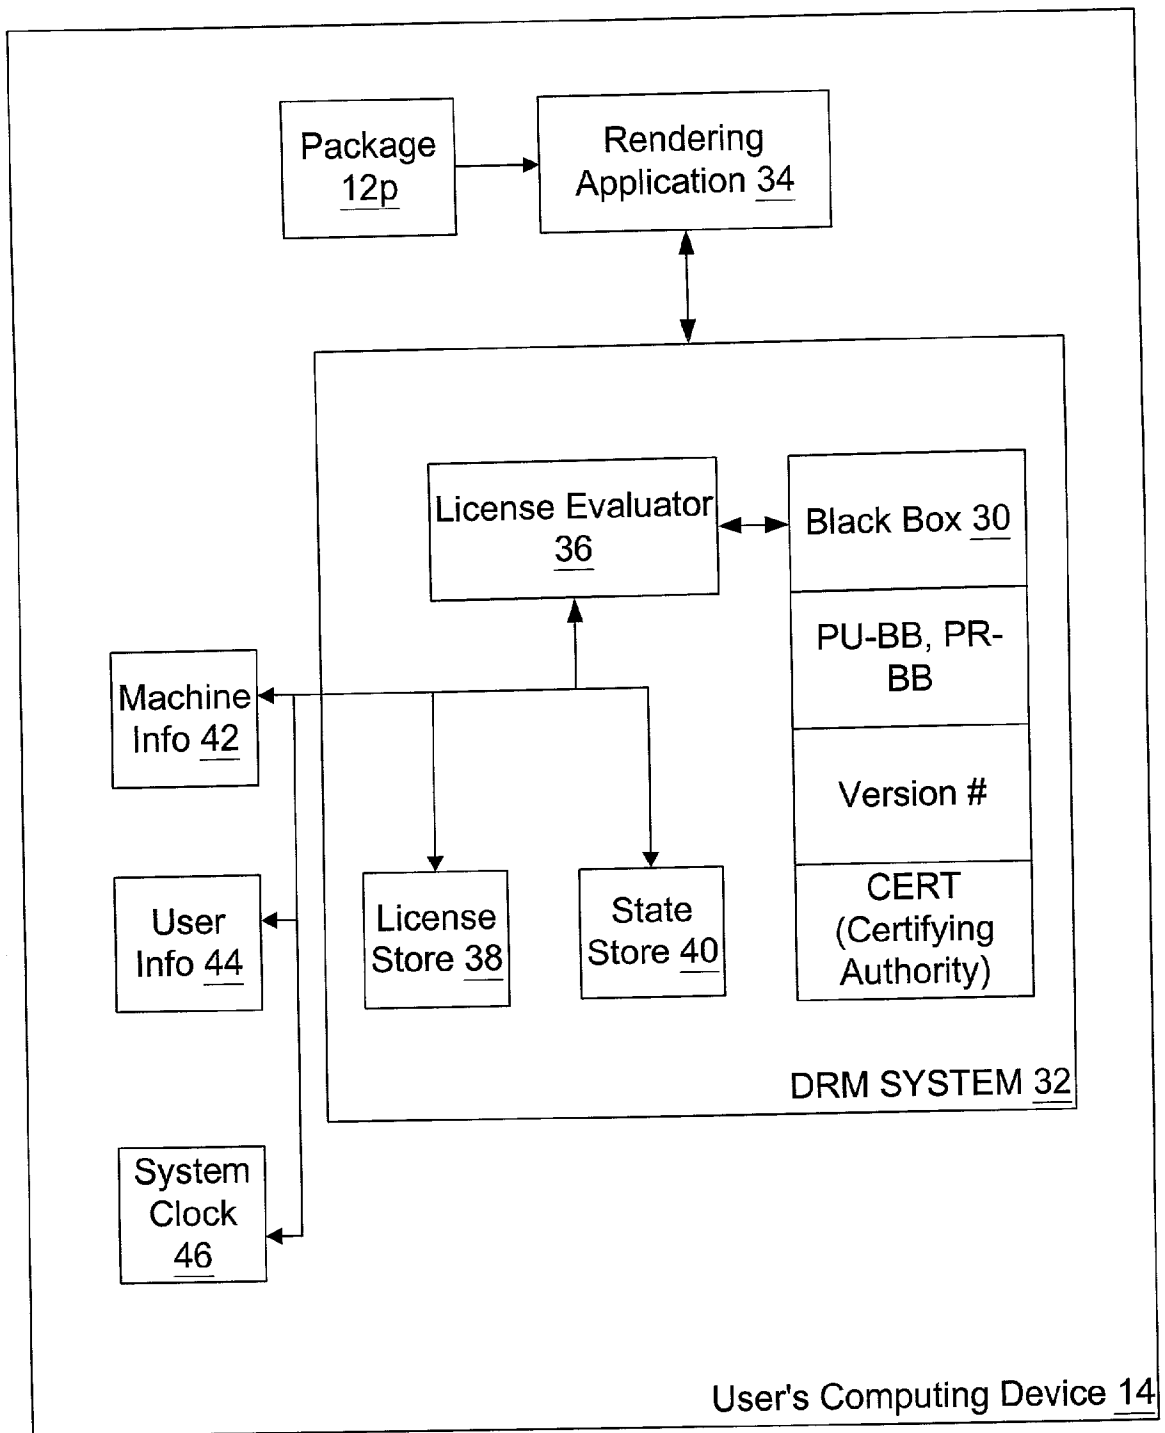 Package
12p
Rendering
Application 34
License Evaluator
36
Black Box 30
PU-BB, PR-
BB
Version #
CERT
(Certifying
Authority)
Machine
Info 42
User
Info 44
System
Clock
46
License
Store 38
State
Store 40
DRM SYSTEM 32
User's Computing Device 14